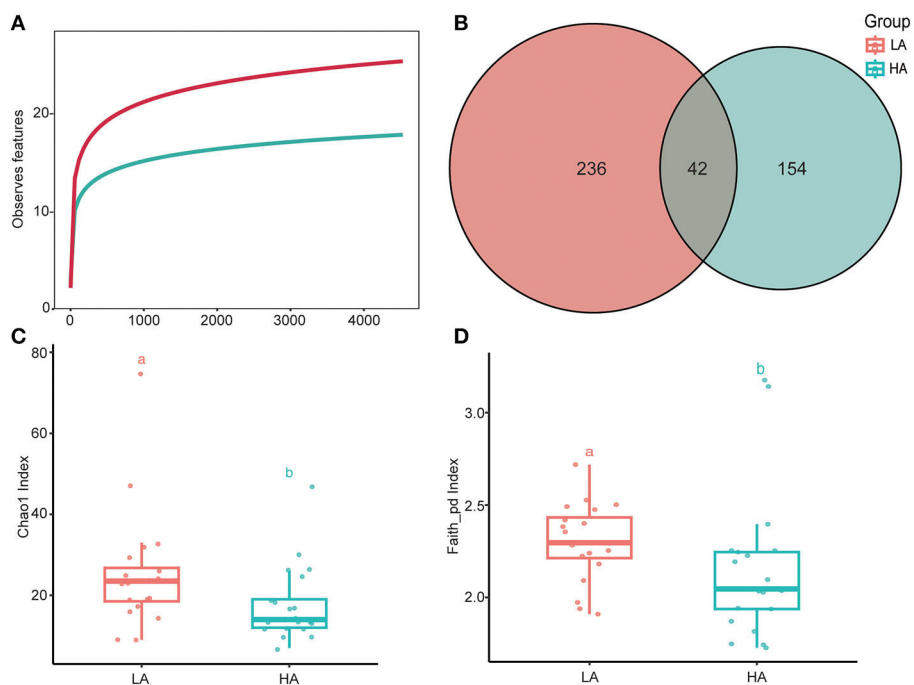 A
Observes features
20
10
0
0 1000 2000 3000 4000
B
Group
LA
HA
236 42 154
C
Chao1 Index
80
60
40
20
a
b
LA HA
D
Faith_pd Index
3.0
2.5
2.0
a
b
LA HA